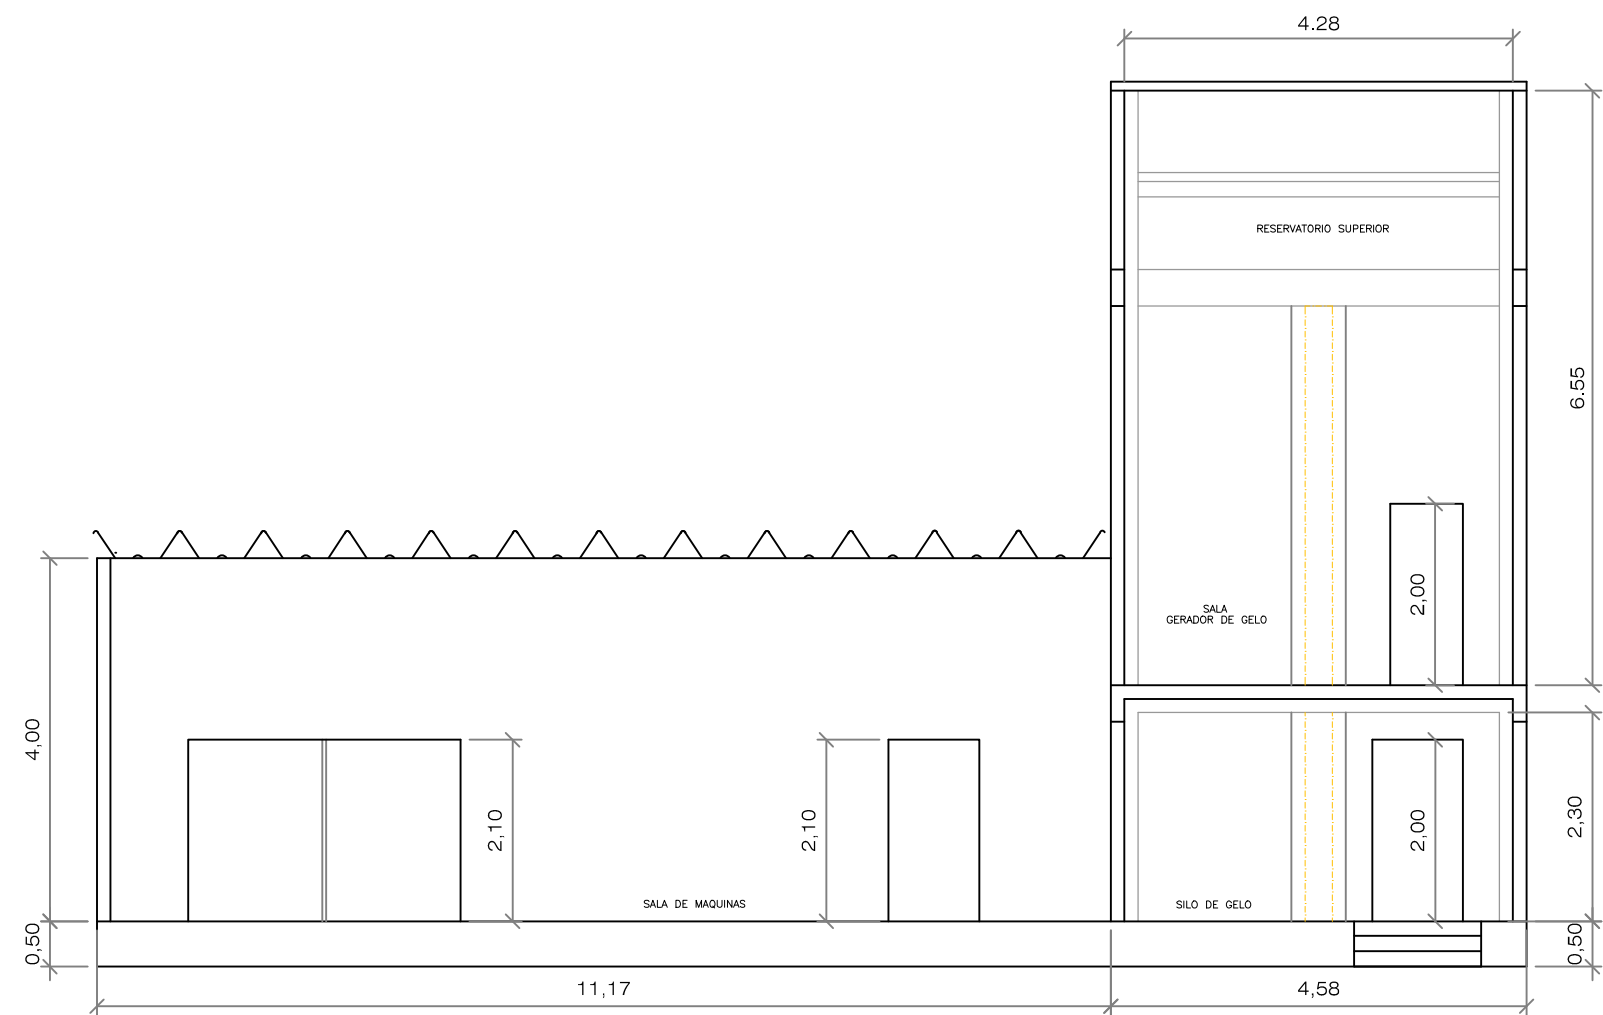 4.28
RESERVATORIO SUPERIOR
6.55
2,00
SALA
GERADOR DE GELO
4,00
2,10
2,10
2,00
2,30
SALA DE MAQUINAS
SILO DE GELO
0,50
0,50
11,17
4,58